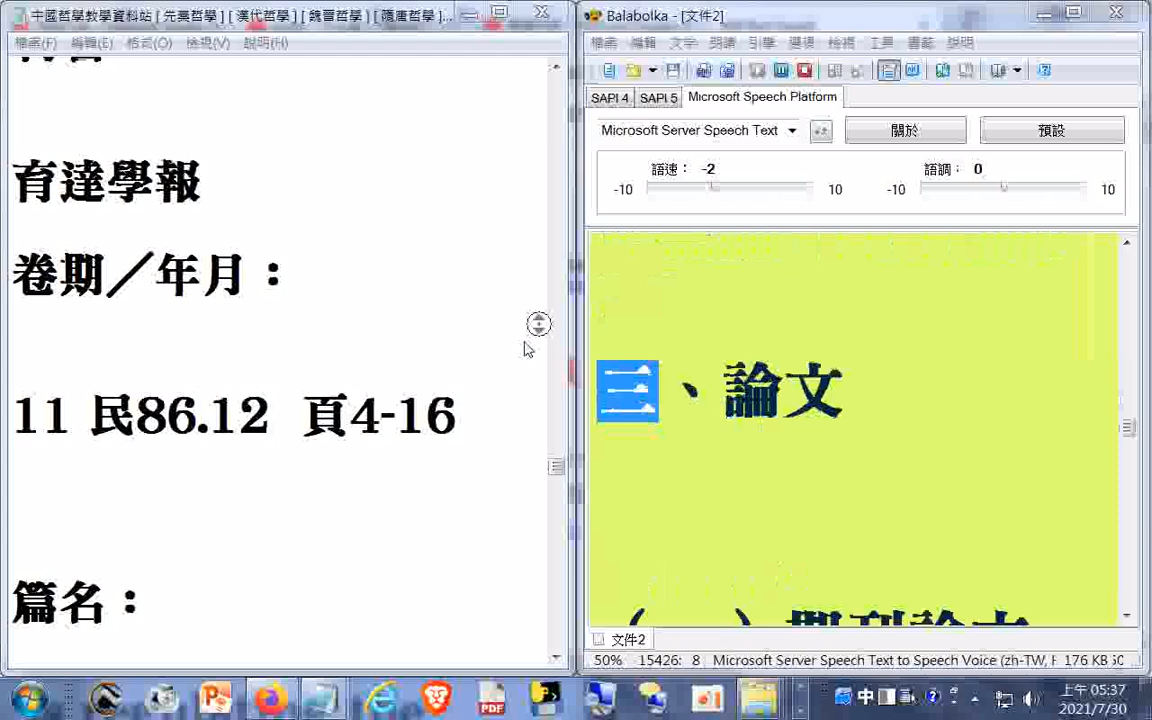 中國哲學教學資料站 [ 先秦哲學 ] [ 漢代哲學 ] [ 魏晉哲學 ] [ 隋唐哲學 ]...
檔案(F) 編輯(E) 格式(O) 檢視(V) 說明(H)
育達學報
卷期／年月：
11 民86.12 頁4-16
篇名：
Balabolka - [文件2]
檔案 編輯 文字 朗讀 引擎 選項 檢視 工具 書籤 說明
SAPI 4 SAPI 5 Microsoft Speech Platform
Microsoft Server Speech Text 關於 預設
語速： -2 語調： 0
-10 10 -10 10
三、論文
（一）期刊論文
文件2
50% 15426: 8 Microsoft Server Speech Text to Speech Voice (zh-TW, 176 KB
中
上午 05:37
2021/7/30